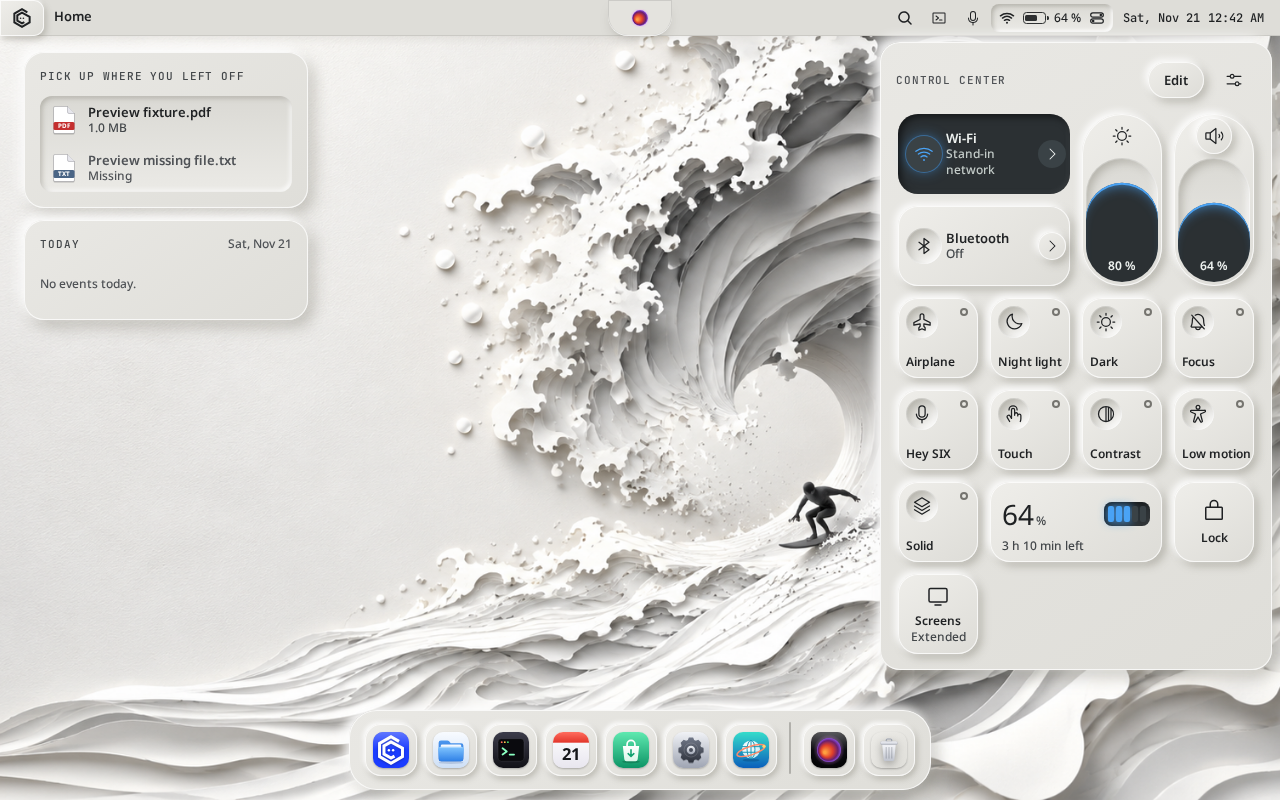 Home
64 %
Sat, Nov 21 12:42 AM
PICK UP WHERE YOU LEFT OFF
Preview fixture.pdf
1.0 MB
PDF
Preview missing file.txt
Missing
TXT
TODAY
Sat, Nov 21
No events today.
CONTROL CENTER
Edit
Wi-Fi
Stand-in
network
Bluetooth
Off
80 %
64 %
Airplane
Night light
Dark
Focus
Hey SIX
Touch
Contrast
Low motion
Solid
64 %
3 h 10 min left
Lock
Screens
Extended
21